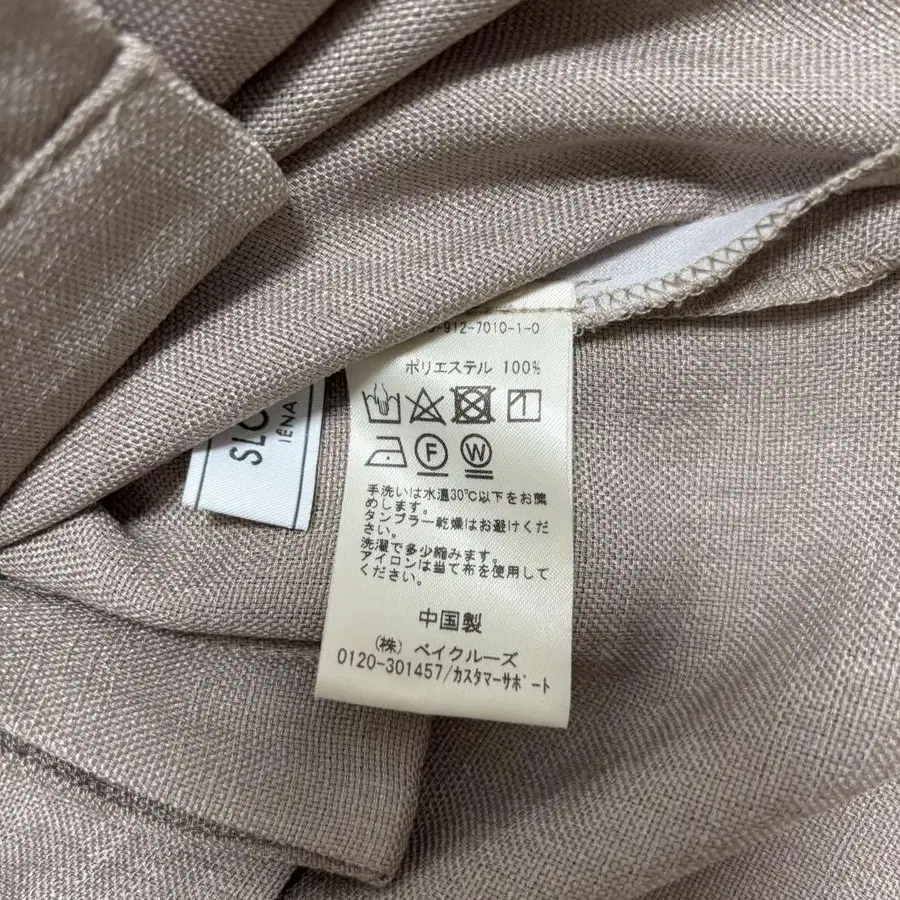 -912-7010-1-0
ポリエステル 100%
F W
手洗いは水温30℃以下をお薦
めします。
タンブラー乾燥はお避けくだ
さい。
洗濯で多少縮みます。
アイロンは当て布を使用して
ください。
中国製
(株) ベイクルーズ
0120-301457/カスタマーサポート
SLO
IÉNA